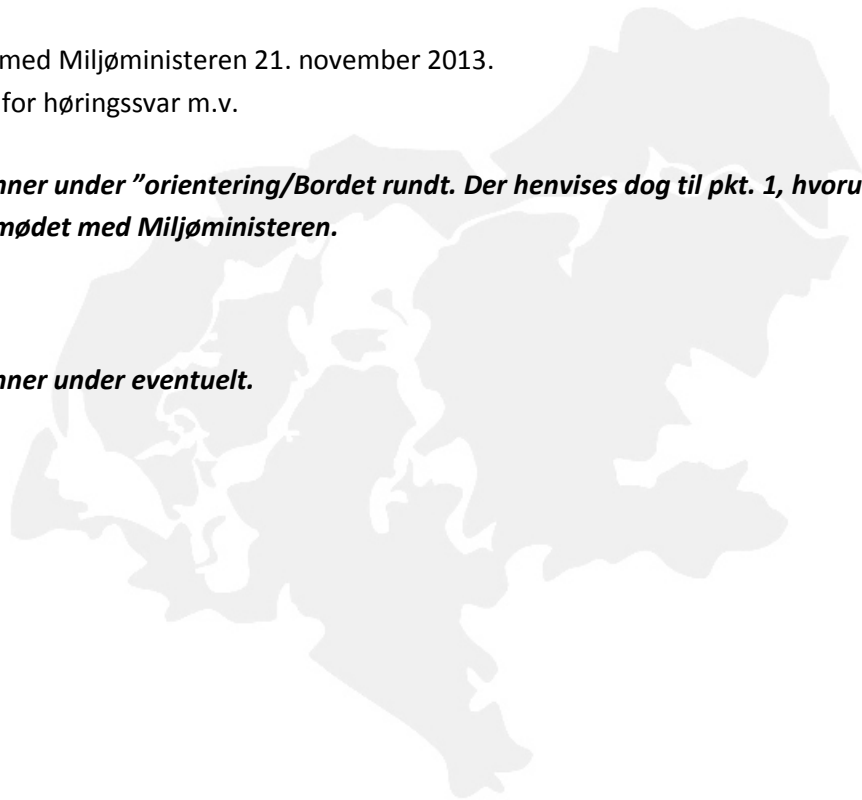 med Miljøministeren 21. november 2013.
for høringssvar m.v.
nner under ”orientering/Bordet rundt. Der henvises dog til pkt. 1, hvoru
mødet med Miljøministeren.
nner under eventuelt.